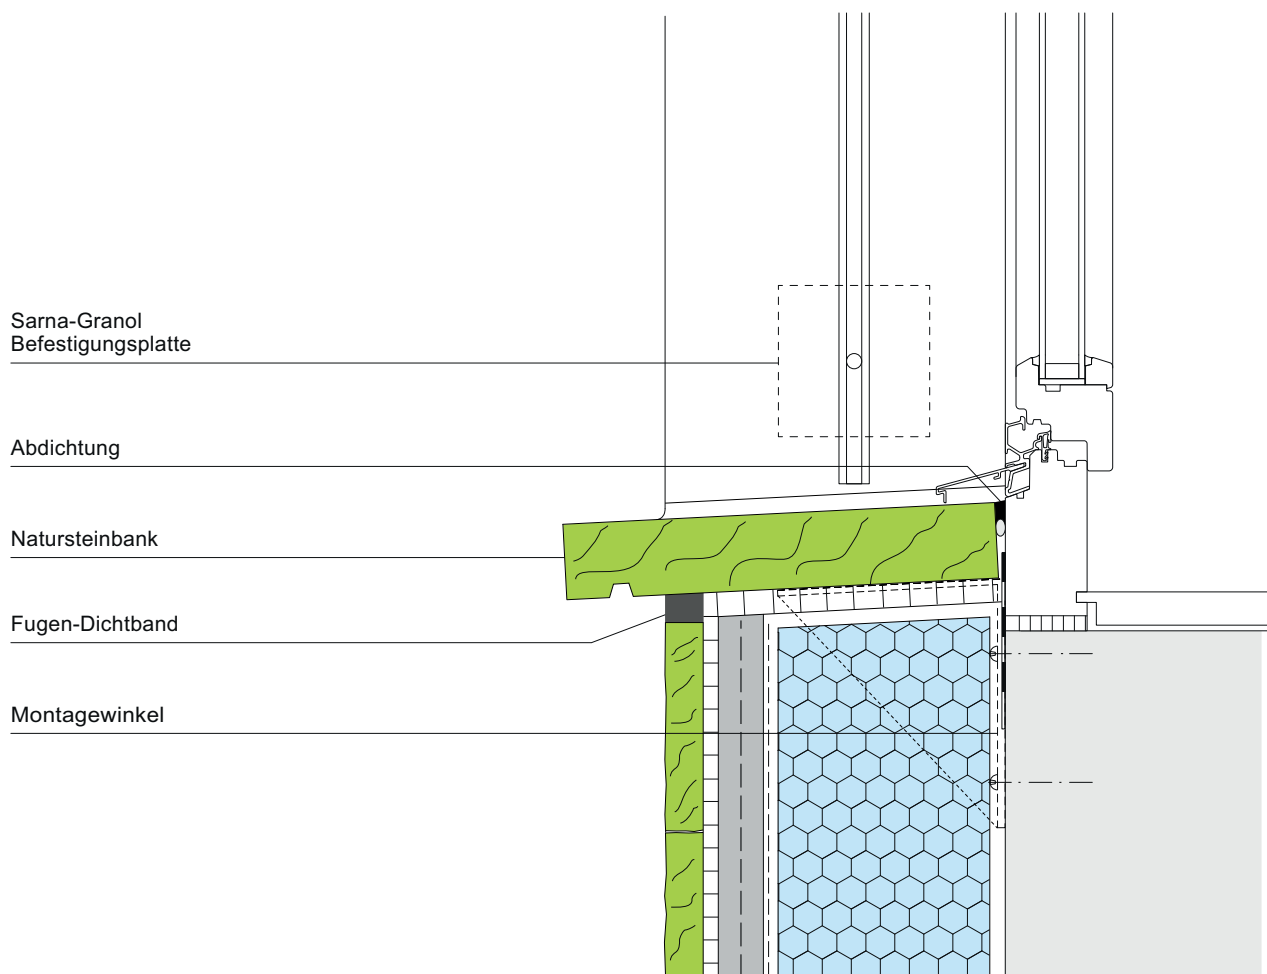 Sarna-Granol
Befestigungsplatte
Abdichtung
Natursteinbank
Fugen-Dichtband
Montagewinkel